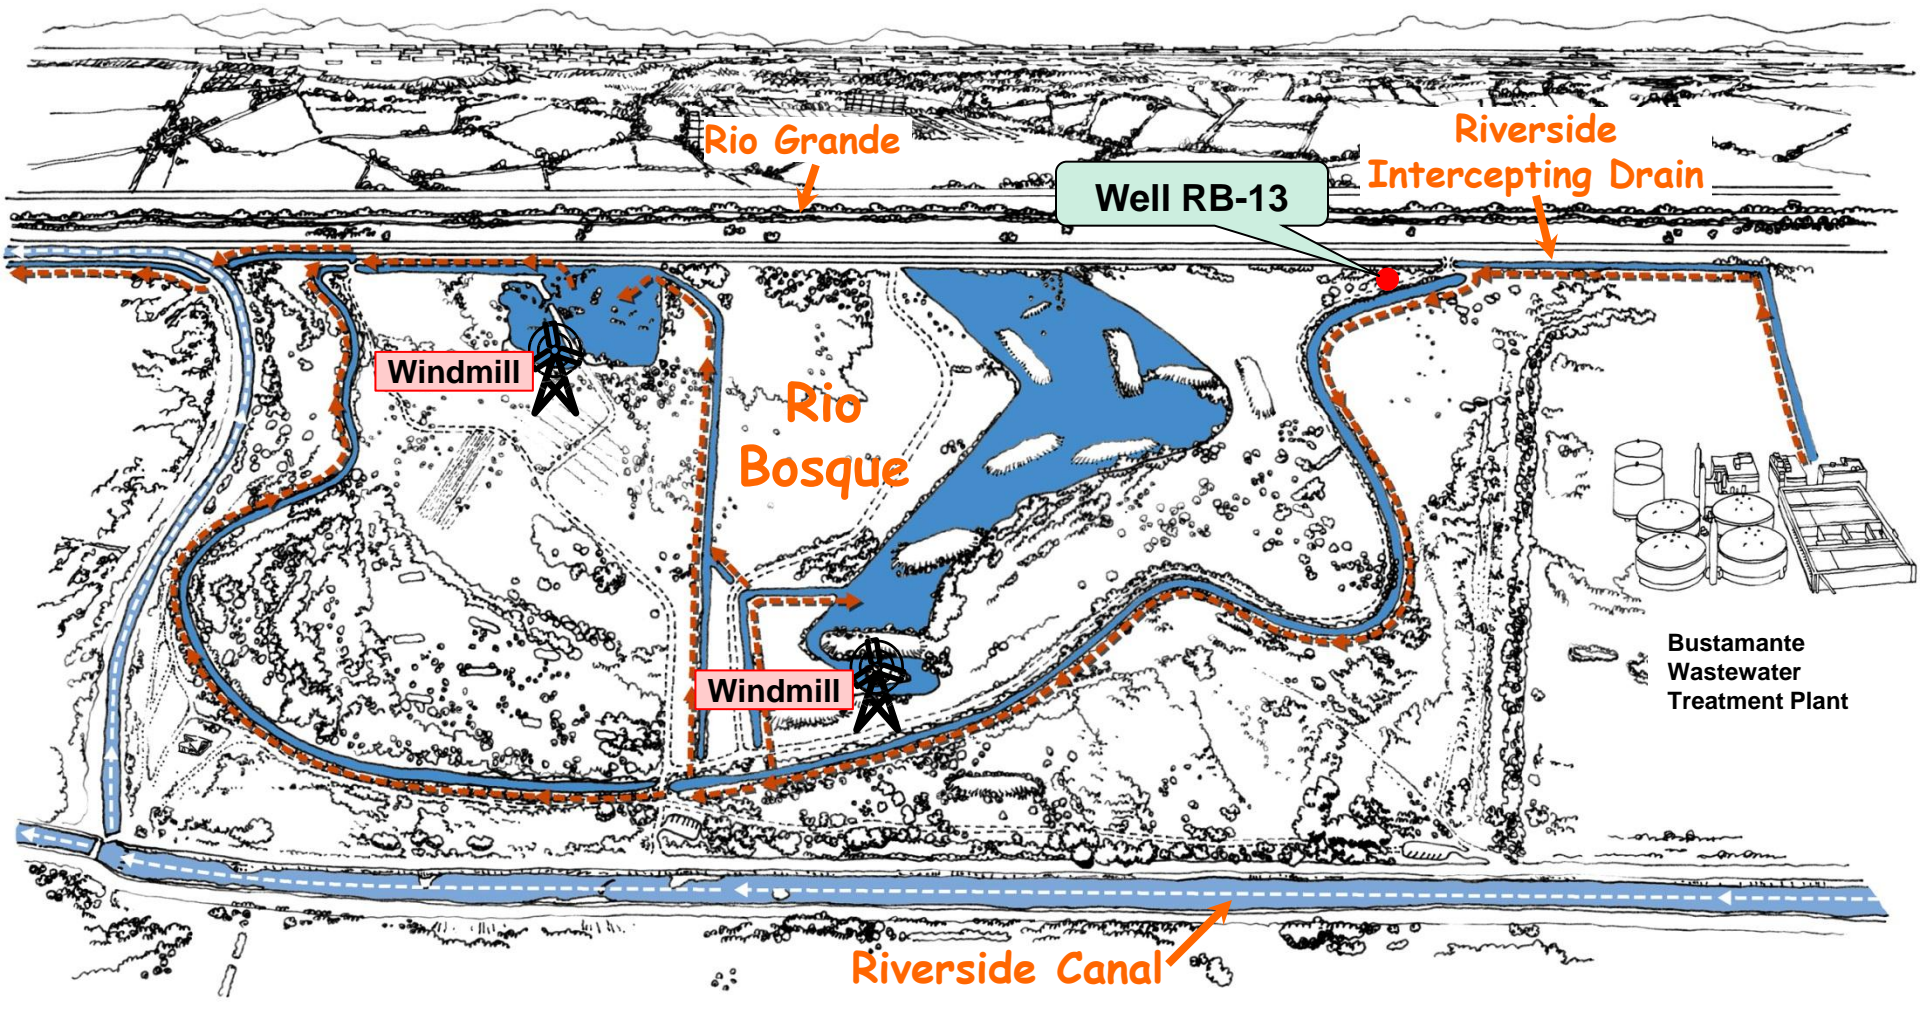 Rio Grande
Riverside
Intercepting Drain
Well RB-13
Windmill
Rio
Bosque
Windmill
Bustamante
Wastewater
Treatment Plant
Riverside Canal